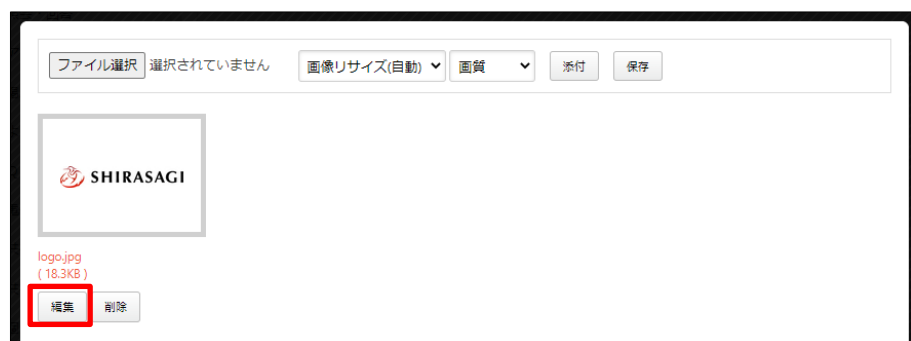 ファイル選択 選択されていません 画像リサイズ(自動) 画質 添付 保存
SHIRASAGI
logo.jpg
( 18.3KB )
編集 削除